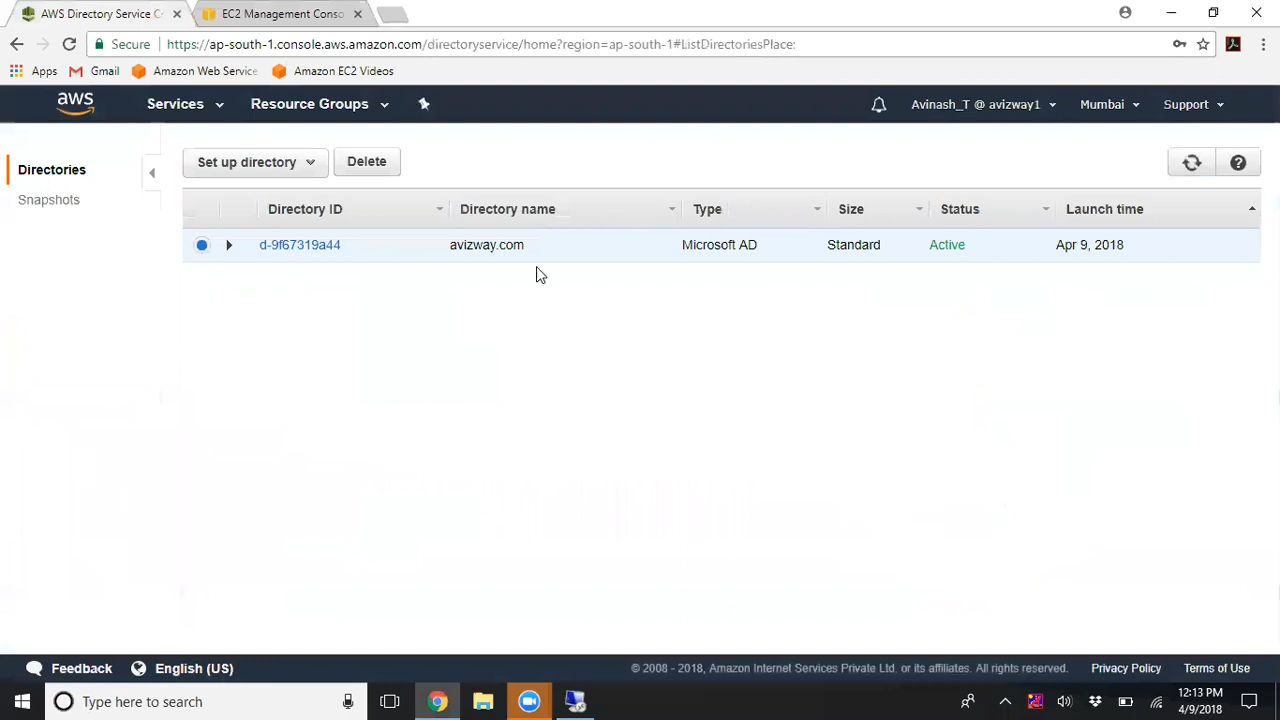 AWS Directory Service C
EC2 Management Conso
Secure
https://ap-south-1.console.aws.amazon.com/directoryservice/home?region=ap-south-1#ListDirectoriesPlace:
Apps
Gmail
Amazon Web Service
Amazon EC2 Videos
aws
Services
Resource Groups
Avinash_T @ avizway1
Mumbai
Support
Directories
Snapshots
Set up directory
Delete
Directory ID
Directory name
Type
Size
Status
Launch time
d-9f67319a44
avizway.com
Microsoft AD
Standard
Active
Apr 9, 2018
Feedback
English (US)
© 2008 - 2018, Amazon Internet Services Private Ltd. or its affiliates. All rights reserved.
Privacy Policy
Terms of Use
Type here to search
12:13 PM
4/9/2018